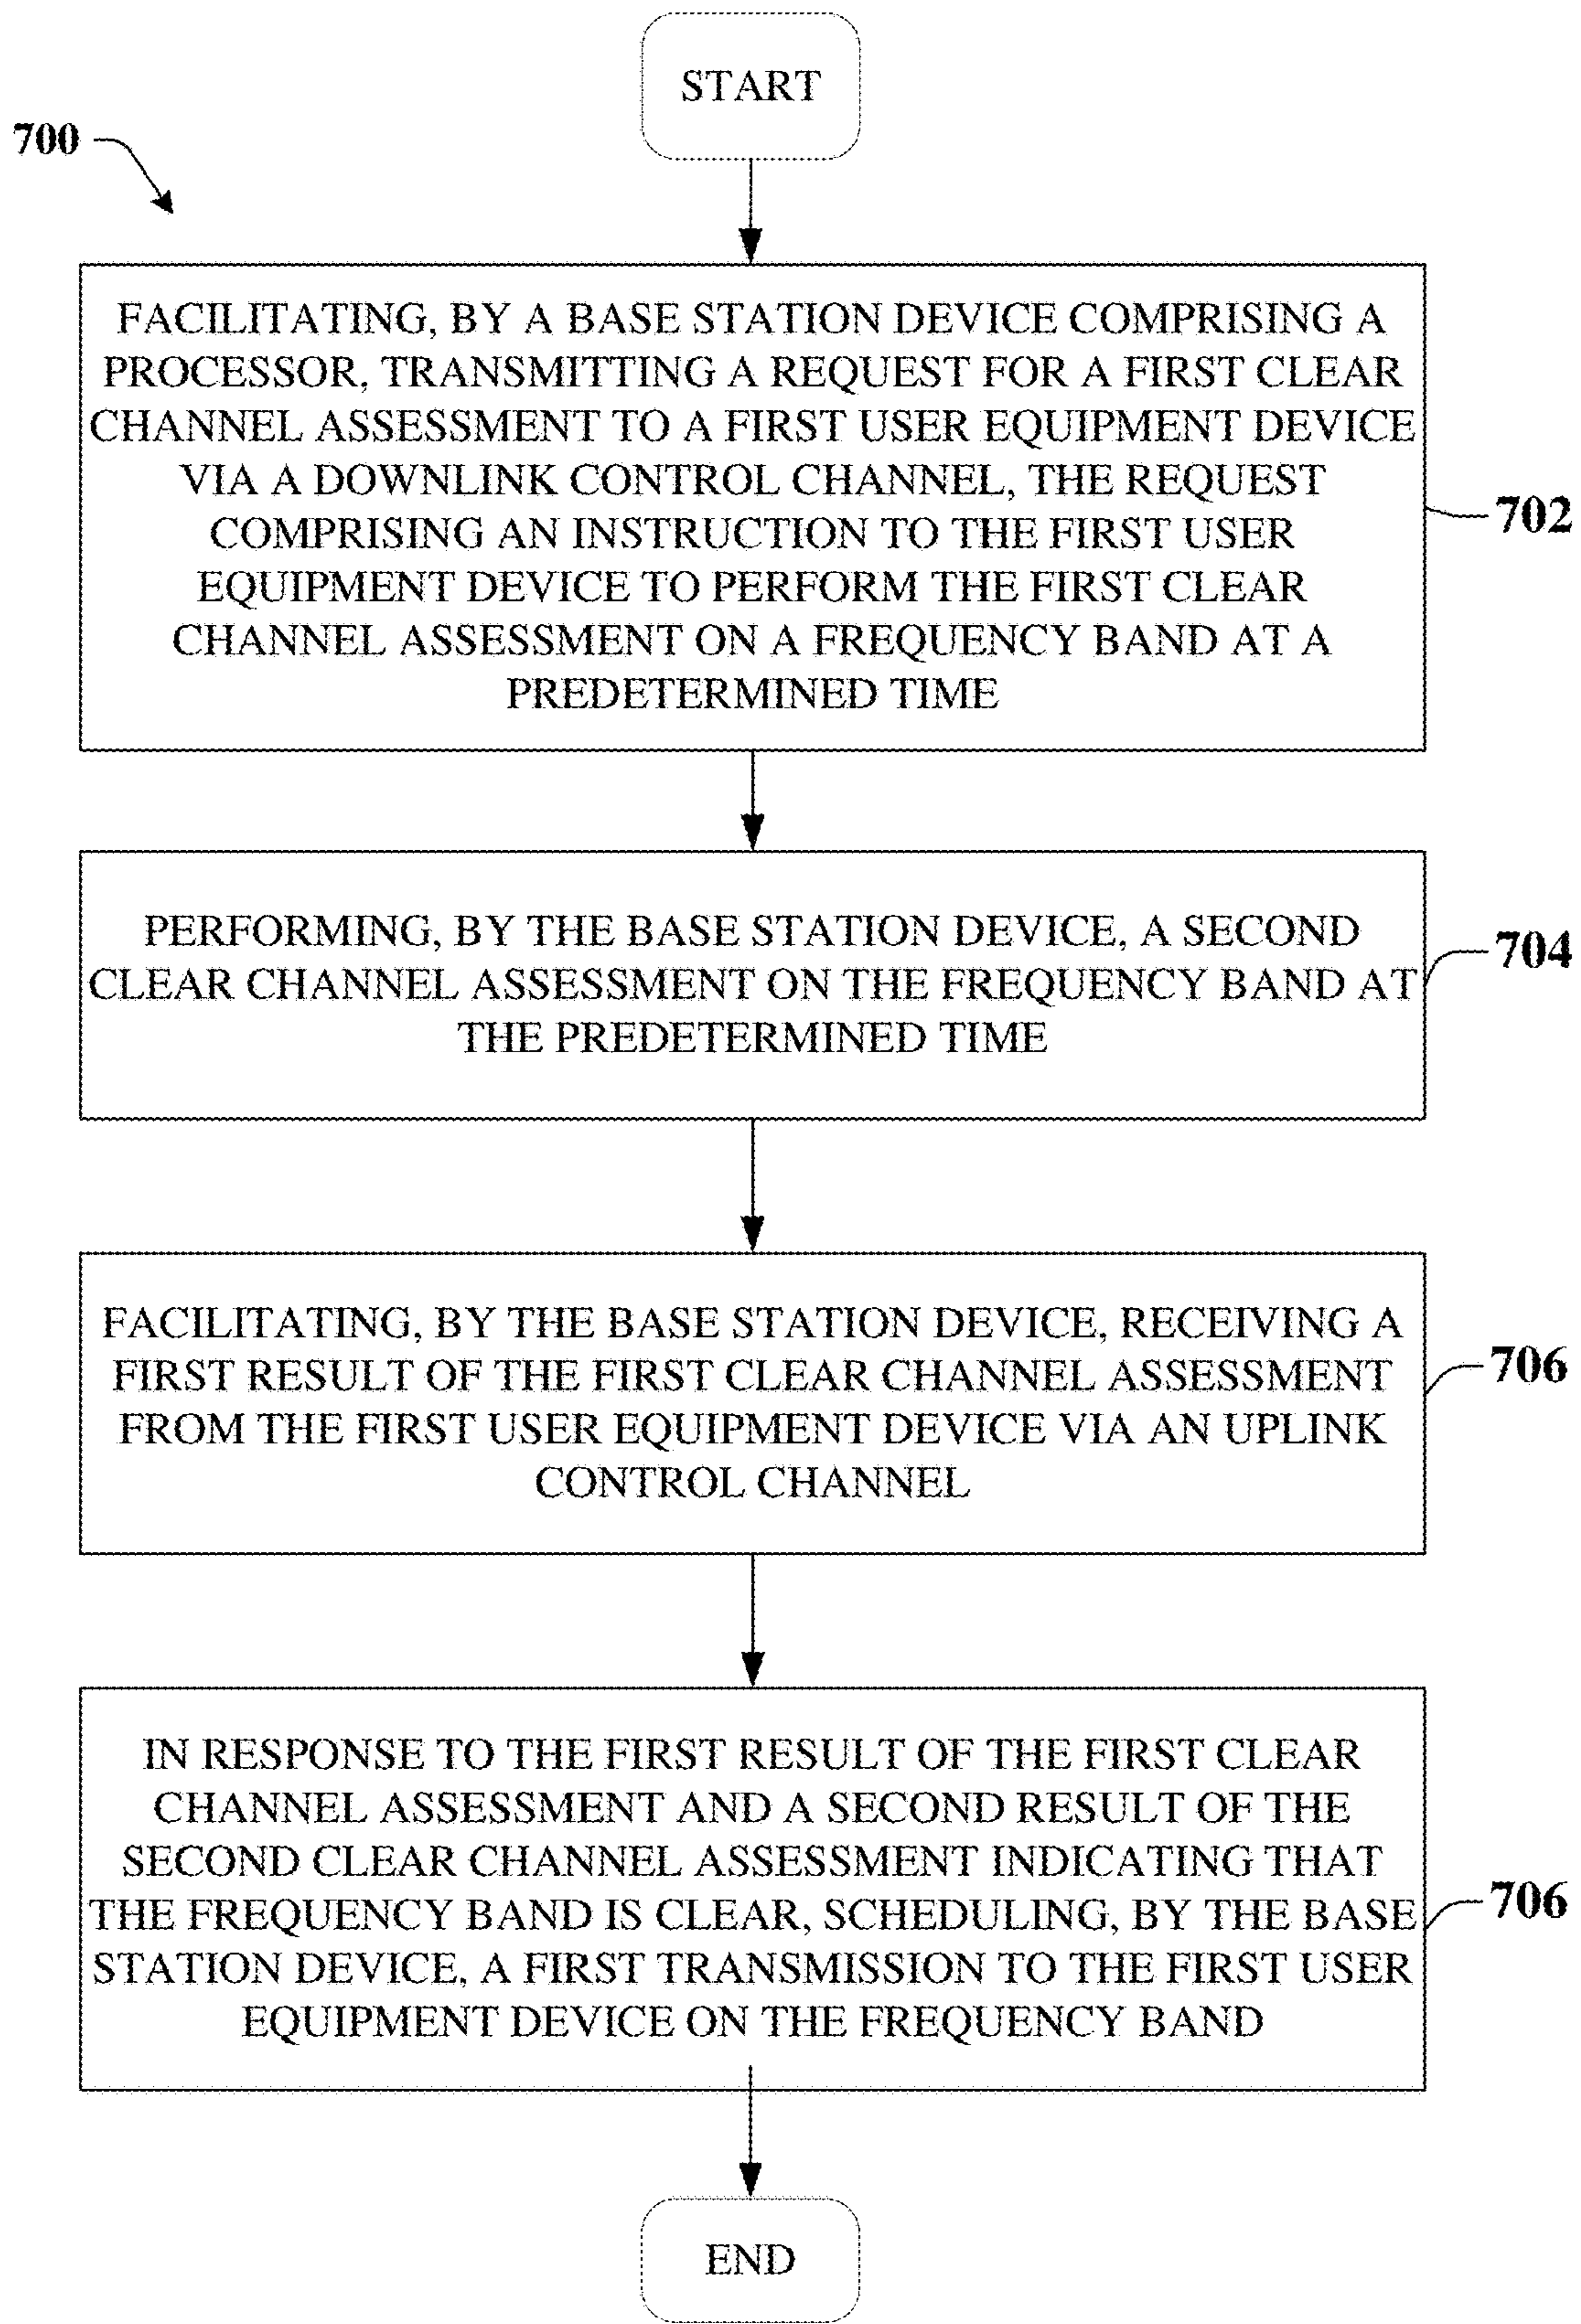 START
700
FACILITATING, BY A BASE STATION DEVICE COMPRISING A
PROCESSOR, TRANSMITTING A REQUEST FOR A FIRST CLEAR
CHANNEL ASSESSMENT TO A FIRST USER EQUIPMENT DEVICE
VIA A DOWNLINK CONTROL CHANNEL, THE REQUEST
COMPRISING AN INSTRUCTION TO THE FIRST USER
EQUIPMENT DEVICE TO PERFORM THE FIRST CLEAR
CHANNEL ASSESSMENT ON A FREQUENCY BAND AT A
PREDETERMINED TIME
702
PERFORMING, BY THE BASE STATION DEVICE, A SECOND
CLEAR CHANNEL ASSESSMENT ON THE FREQUENCY BAND AT
THE PREDETERMINED TIME
704
FACILITATING, BY THE BASE STATION DEVICE, RECEIVING A
FIRST RESULT OF THE FIRST CLEAR CHANNEL ASSESSMENT
FROM THE FIRST USER EQUIPMENT DEVICE VIA AN UPLINK
CONTROL CHANNEL
706
IN RESPONSE TO THE FIRST RESULT OF THE FIRST CLEAR
CHANNEL ASSESSMENT AND A SECOND RESULT OF THE
SECOND CLEAR CHANNEL ASSESSMENT INDICATING THAT
THE FREQUENCY BAND IS CLEAR, SCHEDULING, BY THE BASE
STATION DEVICE, A FIRST TRANSMISSION TO THE FIRST USER
EQUIPMENT DEVICE ON THE FREQUENCY BAND
706
END